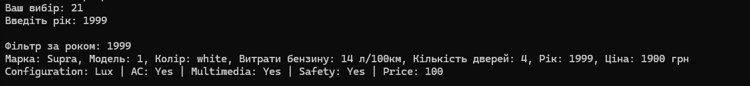 Ваш вибір: 21
Введіть рік: 1999
Фільтр за роком: 1999
Марка: Supra, Модель: 1, Колір: white, Витрати бензину: 14 л/100км, Кількість дверей: 4, Рік: 1999, Ціна: 1900 грн
Configuration: Lux | AC: Yes | Multimedia: Yes | Safety: Yes | Price: 100